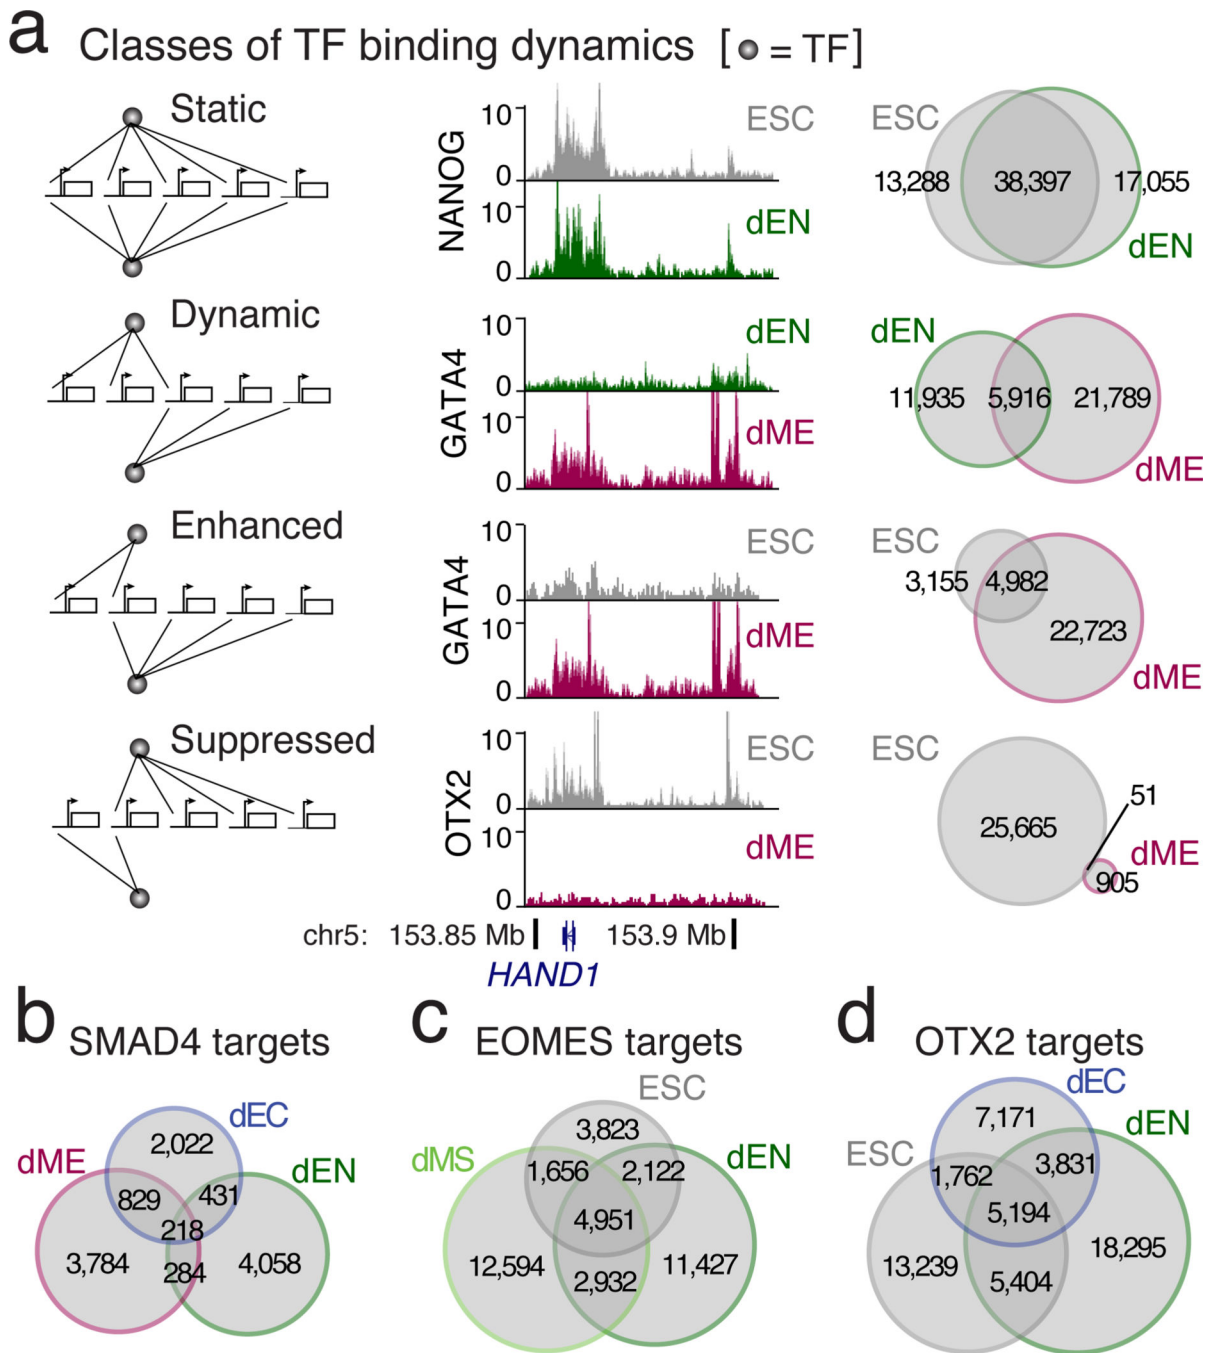 a Classes of TF binding dynamics [ = TF]
Static
NANOG
10
0
ESC
10
0
dEN
ESC
13,288
38,397
17,055
dEN
Dynamic
GATA4
10
0
dEN
10
0
dME
dEN
11,935
5,916
21,789
dME
Enhanced
GATA4
10
0
ESC
10
0
dME
ESC
3,155
4,982
22,723
dME
Suppressed
OTX2
10
0
ESC
10
0
dME
ESC
25,665
51
dME
905
chr5: 153.85 Mb 153.9 Mb
HAND1
b SMAD4 targets
dEC
2,022
dME
dEN
829
431
218
3,784
284
4,058
c EOMES targets
ESC
3,823
dMS
1,656
2,122
dEN
4,951
12,594
2,932
11,427
d OTX2 targets
dEC
7,171
dEN
ESC
1,762
3,831
5,194
13,239
18,295
5,404